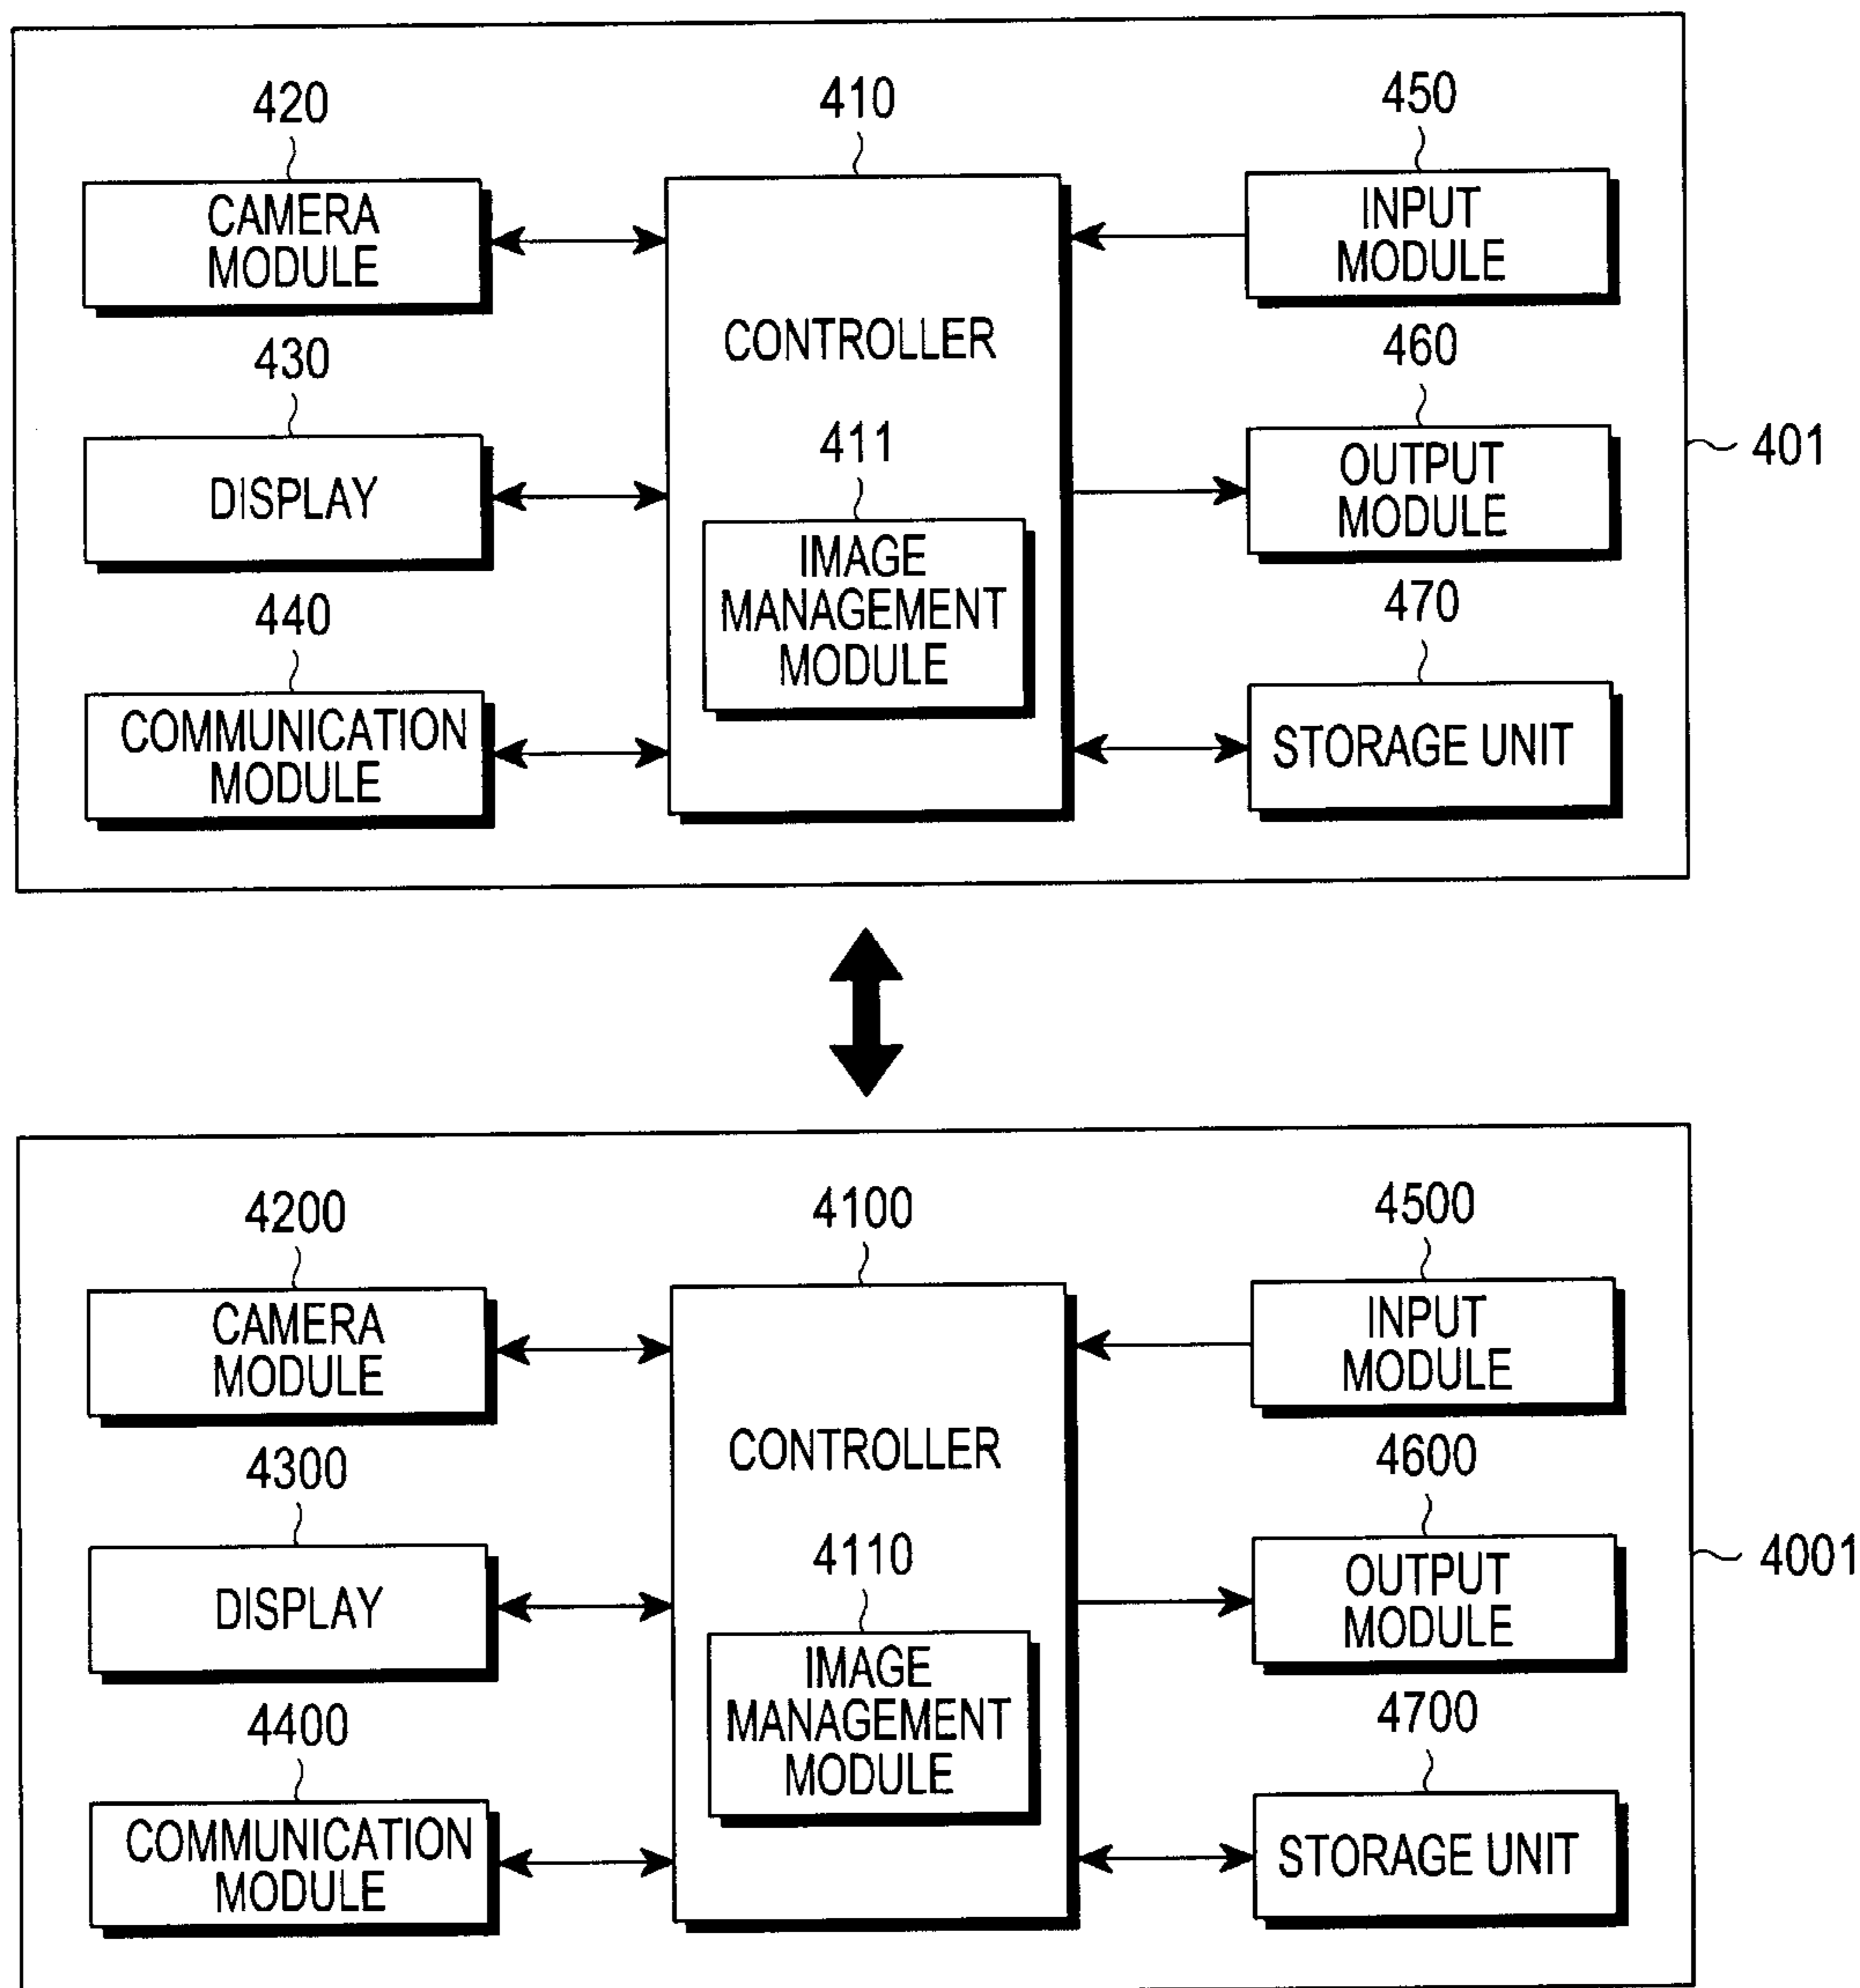 420
410
450
CAMERA
MODULE
INPUT
MODULE
CONTROLLER
430
460
411
DISPLAY
OUTPUT
MODULE
401
IMAGE
MANAGEMENT
MODULE
440
470
COMMUNICATION
MODULE
STORAGE UNIT
4200
4100
4500
CAMERA
MODULE
INPUT
MODULE
CONTROLLER
4300
4600
4110
DISPLAY
OUTPUT
MODULE
4001
IMAGE
MANAGEMENT
MODULE
4400
4700
COMMUNICATION
MODULE
STORAGE UNIT